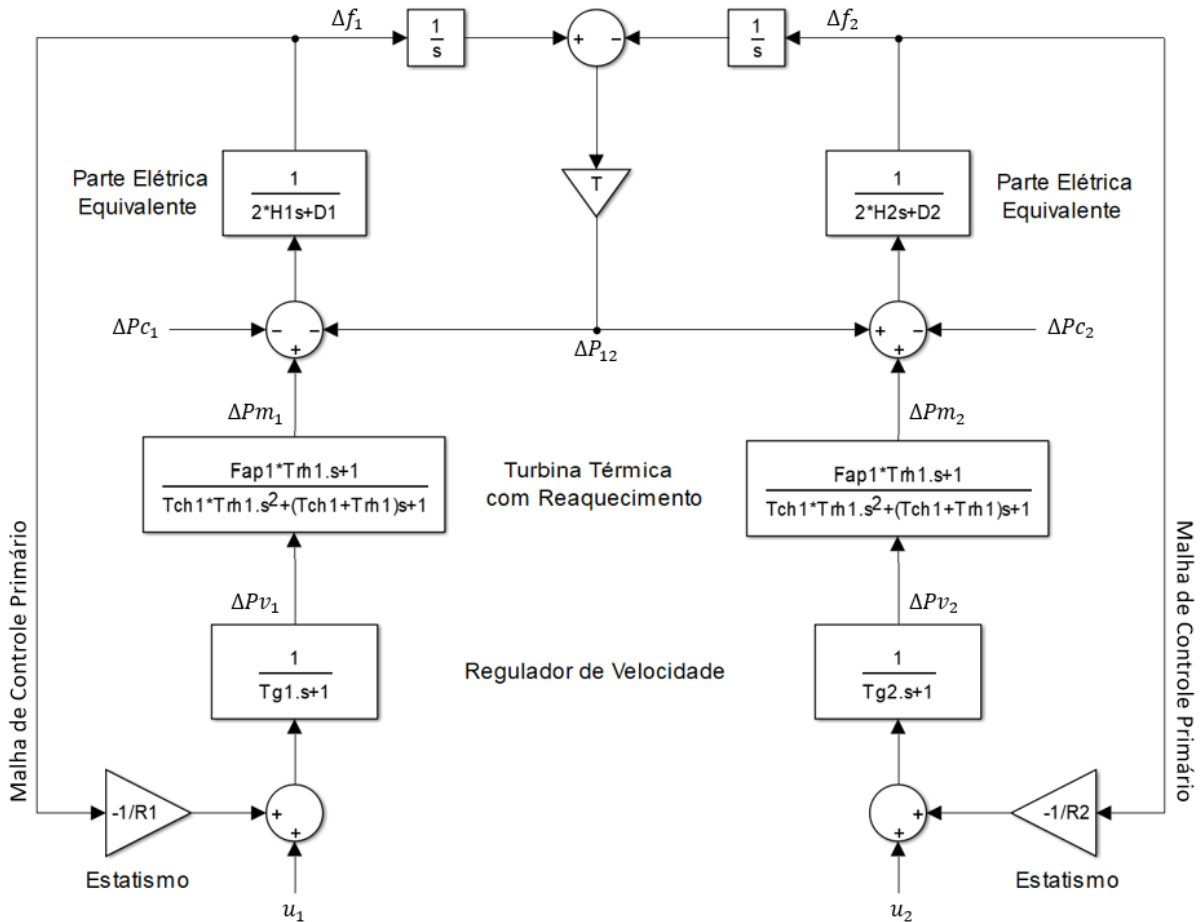 Δf₁
1
s
+
−
1
s
Δf₂
Parte Elétrica
Equivalente
1
2*H1s+D1
T
1
2*H2s+D2
Parte Elétrica
Equivalente
ΔPc₁
−
−
+
ΔP₁₂
+
−
+
ΔPc₂
ΔPm₁
ΔPm₂
Fap1*Trh1.s+1
Tch1*Trh1.s²+(Tch1+Trh1)s+1
Turbina Térmica
com Reaquecimento
Fap1*Trh1.s+1
Tch1*Trh1.s²+(Tch1+Trh1)s+1
Malha de Controle Primário
Malha de Controle Primário
ΔPv₁
ΔPv₂
1
Tg1.s+1
Regulador de Velocidade
1
Tg2.s+1
-1/R1
+
+
+
+
-1/R2
Estatismo
Estatismo
u₁
u₂